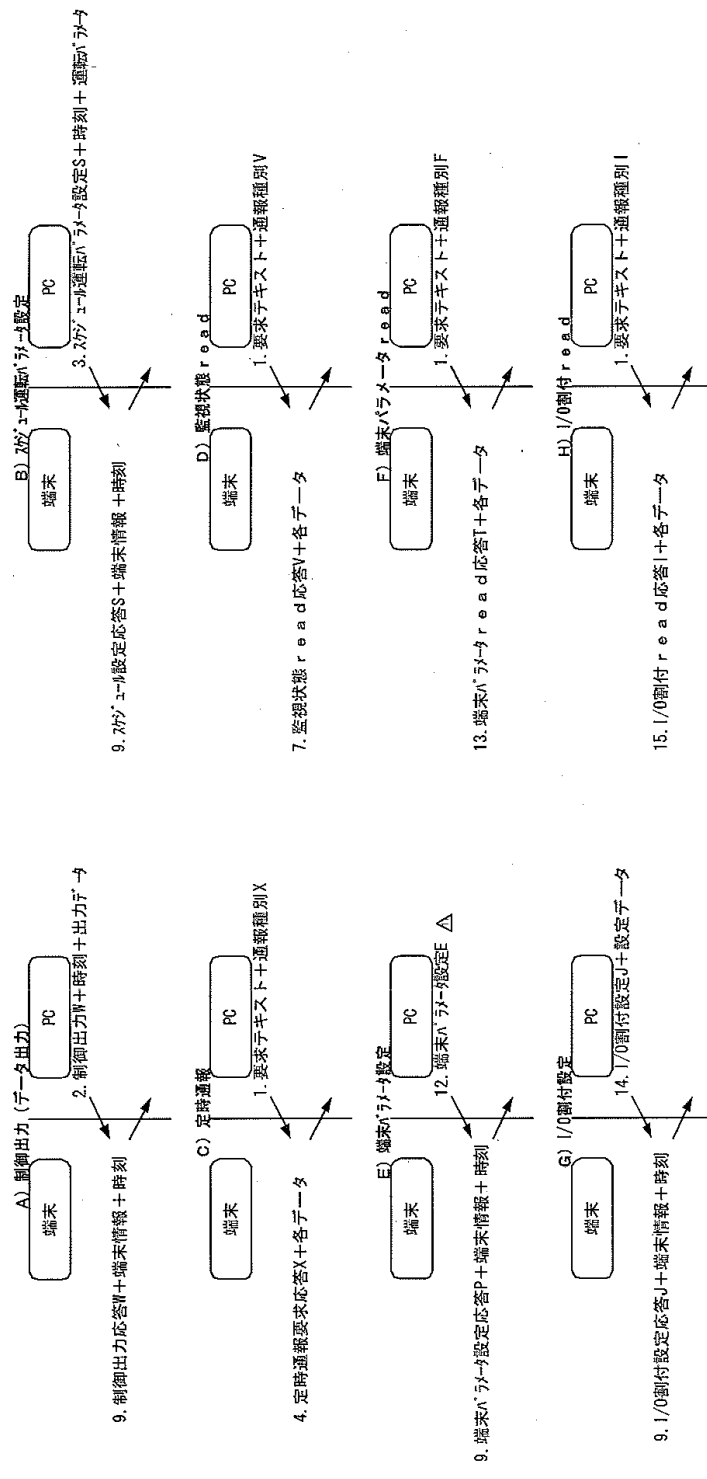 A) 制御出力 (データ出力)
端末
PC
2. 制御出力W+時刻+出力ﾃﾞｰﾀ
9. 制御出力応答W+端末情報+時刻
B) ｽｹｼﾞｭｰﾙ運転ﾊﾟﾗﾒｰﾀ設定
端末
PC
3. ｽｹｼﾞｭｰﾙ運転ﾊﾟﾗﾒｰﾀ設定S+時刻+運転ﾊﾟﾗﾒｰﾀ
9. ｽｹｼﾞｭｰﾙ設定応答S+端末情報+時刻
C) 定時通報
端末
PC
1. 要求テキスト+通報種別X
4. 定時通報要求応答X+各データ
D) 監視状態read
端末
PC
1. 要求テキスト+通報種別V
7. 監視状態read応答V+各データ
E) 端末ﾊﾟﾗﾒｰﾀ設定
端末
PC
12. 端末ﾊﾟﾗﾒｰﾀ設定E
9. 端末ﾊﾟﾗﾒｰﾀ設定応答P+端末情報+時刻
F) 端末パラメータread
端末
PC
1. 要求テキスト+通報種別F
13. 端末ﾊﾟﾗﾒｰﾀread応答T+各データ
G) I/O割付設定
端末
PC
14. I/O割付設定J+設定データ
9. I/O割付設定応答J+端末情報+時刻
H) I/O割付read
端末
PC
1. 要求テキスト+通報種別I
15. I/O割付read応答I+各データ